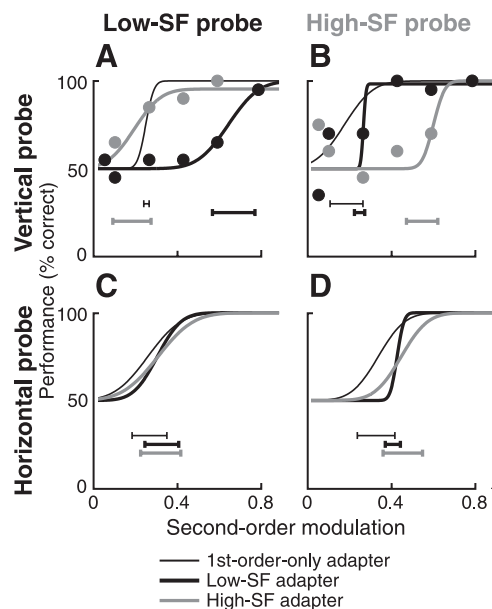 Low-SF probe
High-SF probe
A
B
100
50
0
Vertical probe
Performance (% correct)
C
D
100
50
Horizontal probe
0
0.4
0.8
0
0.4
0.8
Second-order modulation
1st-order-only adapter
Low-SF adapter
High-SF adapter